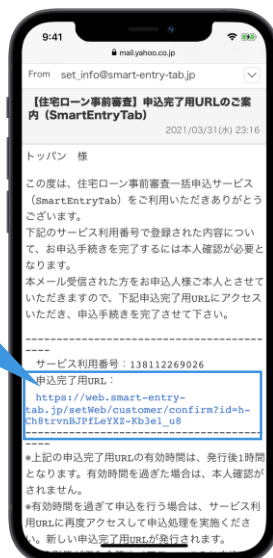 9:41
mail.yahoo.co.jp
From set_info@smart-entry-tab.jp
【住宅ローン事前審査】申込完了用URLのご案
内（SmartEntryTab）
2021/03/31(水) 23:16
トッパン 様
この度は、住宅ローン事前審査一括申込サービス
（SmartEntryTab）をご利用いただきありがとう
ございます。
下記のサービス利用番号で登録された内容につい
て、お申込手続きを完了するには本人確認が必要と
なります。
本メール受信された方をお申込人様ご本人とさせて
いただきますので、下記申込完了用URLにアクセス
いただき、申込手続きを完了させて下さい。
----------------------------------------
----
サービス利用番号：138112269026
申込完了用URL：
https://web.smart-entry-
tab.jp/setWeb/customer/confirm?id=h-
Ch8trvnBJPfLeYXZ-Kb3el_u8
----------------------------------------
----
*上記の申込完了用URLの有効時間は、発行後1時間
となります。有効時間を過ぎた場合は、本人確認が
されません。
*有効時間を過ぎて申込を行う場合は、サービス利
用URLに再度アクセスして申込処理を実施くださ
い。新しい申込完了用URLが発行されます。